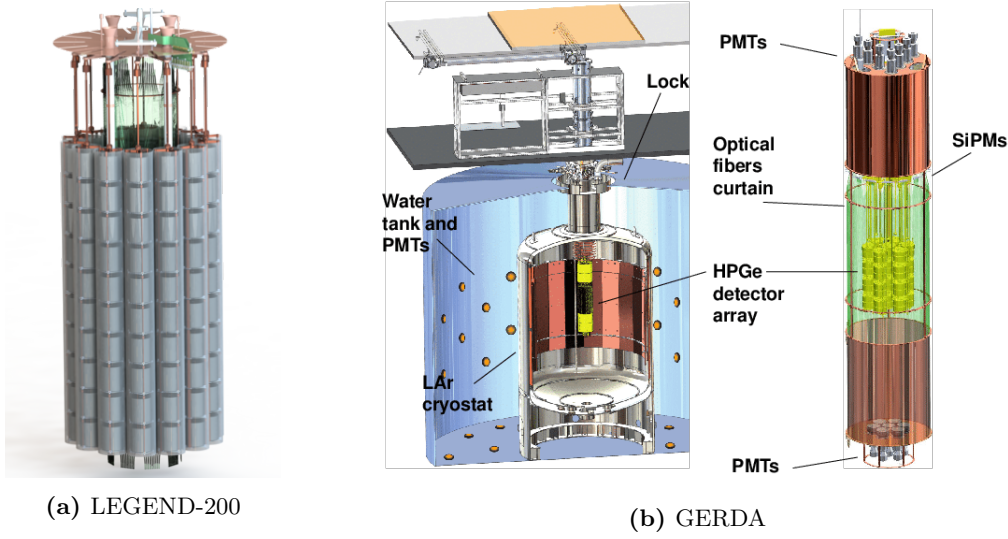 PMTs
Lock
Optical
fibers
curtain
SiPMs
Water
tank and
PMTs
HPGe
detector
array
LAr
cryostat
PMTs
(a) LEGEND-200
(b) GERDA